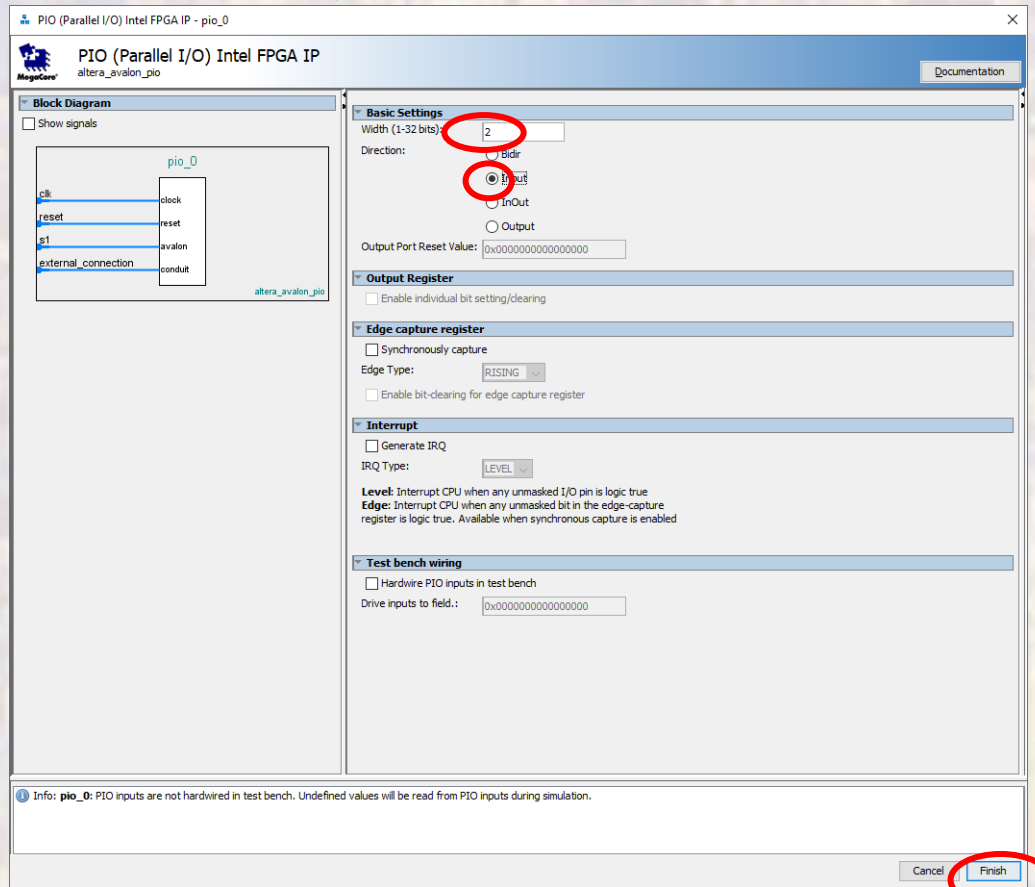 PIO (Parallel I/O) Intel FPGA IP - pio_0
PIO (Parallel I/O) Intel FPGA IP
altera_avalon_pio
MegaCore®
Documentation
Block Diagram
Show signals
pio_0
clk
clock
reset
reset
s1
avalon
external_connection
conduit
altera_avalon_pio
Basic Settings
Width (1-32 bits): 2
Direction: Bidir
Input
InOut
Output
Output Port Reset Value: 0x0000000000000000
Output Register
Enable individual bit setting/clearing
Edge capture register
Synchronously capture
Edge Type: RISING
Enable bit-clearing for edge capture register
Interrupt
Generate IRQ
IRQ Type: LEVEL
Level: Interrupt CPU when any unmasked I/O pin is logic true
Edge: Interrupt CPU when any unmasked bit in the edge-capture
register is logic true. Available when synchronous capture is enabled
Test bench wiring
Hardwire PIO inputs in test bench
Drive inputs to field.: 0x0000000000000000
Info: pio_0: PIO inputs are not hardwired in test bench. Undefined values will be read from PIO inputs during simulation.
Cancel Finish